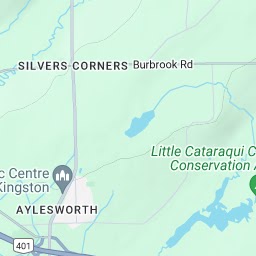 SILVERS CORNERS
Burbrook Rd
Little Cataraqui C
Conservation A
c Centre
Kingston
AYLESWORTH
401